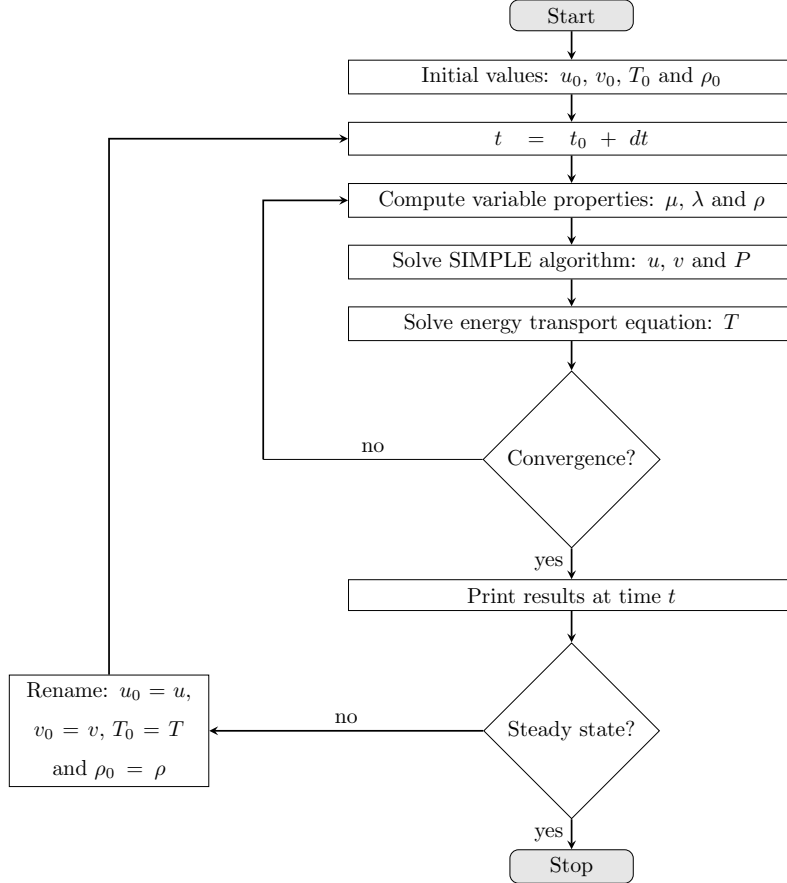 Start
Initial values: u₀, v₀, T₀ and ρ₀
t = t₀ + dt
Compute variable properties: μ, λ and ρ
Solve SIMPLE algorithm: u, v and P
Solve energy transport equation: T
Convergence?
no
yes
Print results at time t
Steady state?
no
Rename: u₀ = u,
v₀ = v, T₀ = T
and ρ₀ = ρ
yes
Stop